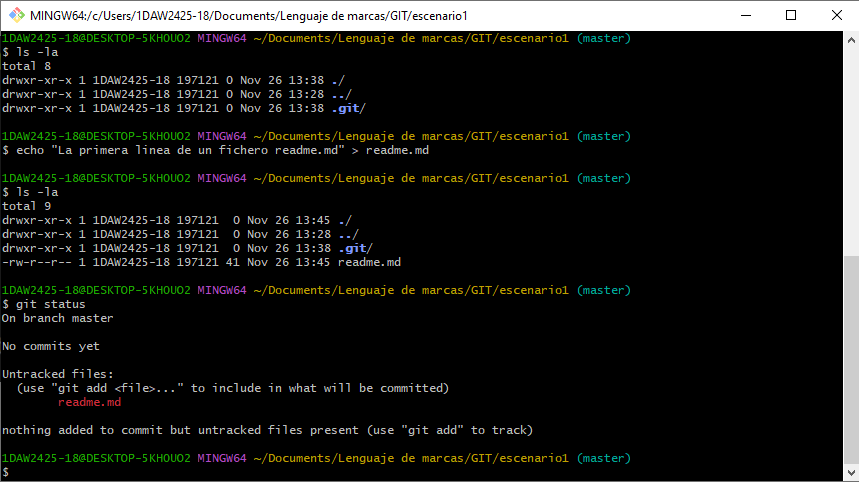 MINGW64:/c/Users/1DAW2425-18/Documents/Lenguaje de marcas/GIT/escenario1
1DAW2425-18@DESKTOP-5KHOUO2 MINGW64 ~/Documents/Lenguaje de marcas/GIT/escenario1 (master)
$ ls -la
total 8
drwxr-xr-x 1 1DAW2425-18 197121 0 Nov 26 13:38 ./
drwxr-xr-x 1 1DAW2425-18 197121 0 Nov 26 13:28 ../
drwxr-xr-x 1 1DAW2425-18 197121 0 Nov 26 13:38 .git/
1DAW2425-18@DESKTOP-5KHOUO2 MINGW64 ~/Documents/Lenguaje de marcas/GIT/escenario1 (master)
$ echo "La primera linea de un fichero readme.md" > readme.md
1DAW2425-18@DESKTOP-5KHOUO2 MINGW64 ~/Documents/Lenguaje de marcas/GIT/escenario1 (master)
$ ls -la
total 9
drwxr-xr-x 1 1DAW2425-18 197121  0 Nov 26 13:45 ./
drwxr-xr-x 1 1DAW2425-18 197121  0 Nov 26 13:28 ../
drwxr-xr-x 1 1DAW2425-18 197121  0 Nov 26 13:38 .git/
-rw-r--r-- 1 1DAW2425-18 197121 41 Nov 26 13:45 readme.md
1DAW2425-18@DESKTOP-5KHOUO2 MINGW64 ~/Documents/Lenguaje de marcas/GIT/escenario1 (master)
$ git status
On branch master
No commits yet
Untracked files:
  (use "git add <file>..." to include in what will be committed)
        readme.md
nothing added to commit but untracked files present (use "git add" to track)
1DAW2425-18@DESKTOP-5KHOUO2 MINGW64 ~/Documents/Lenguaje de marcas/GIT/escenario1 (master)
$